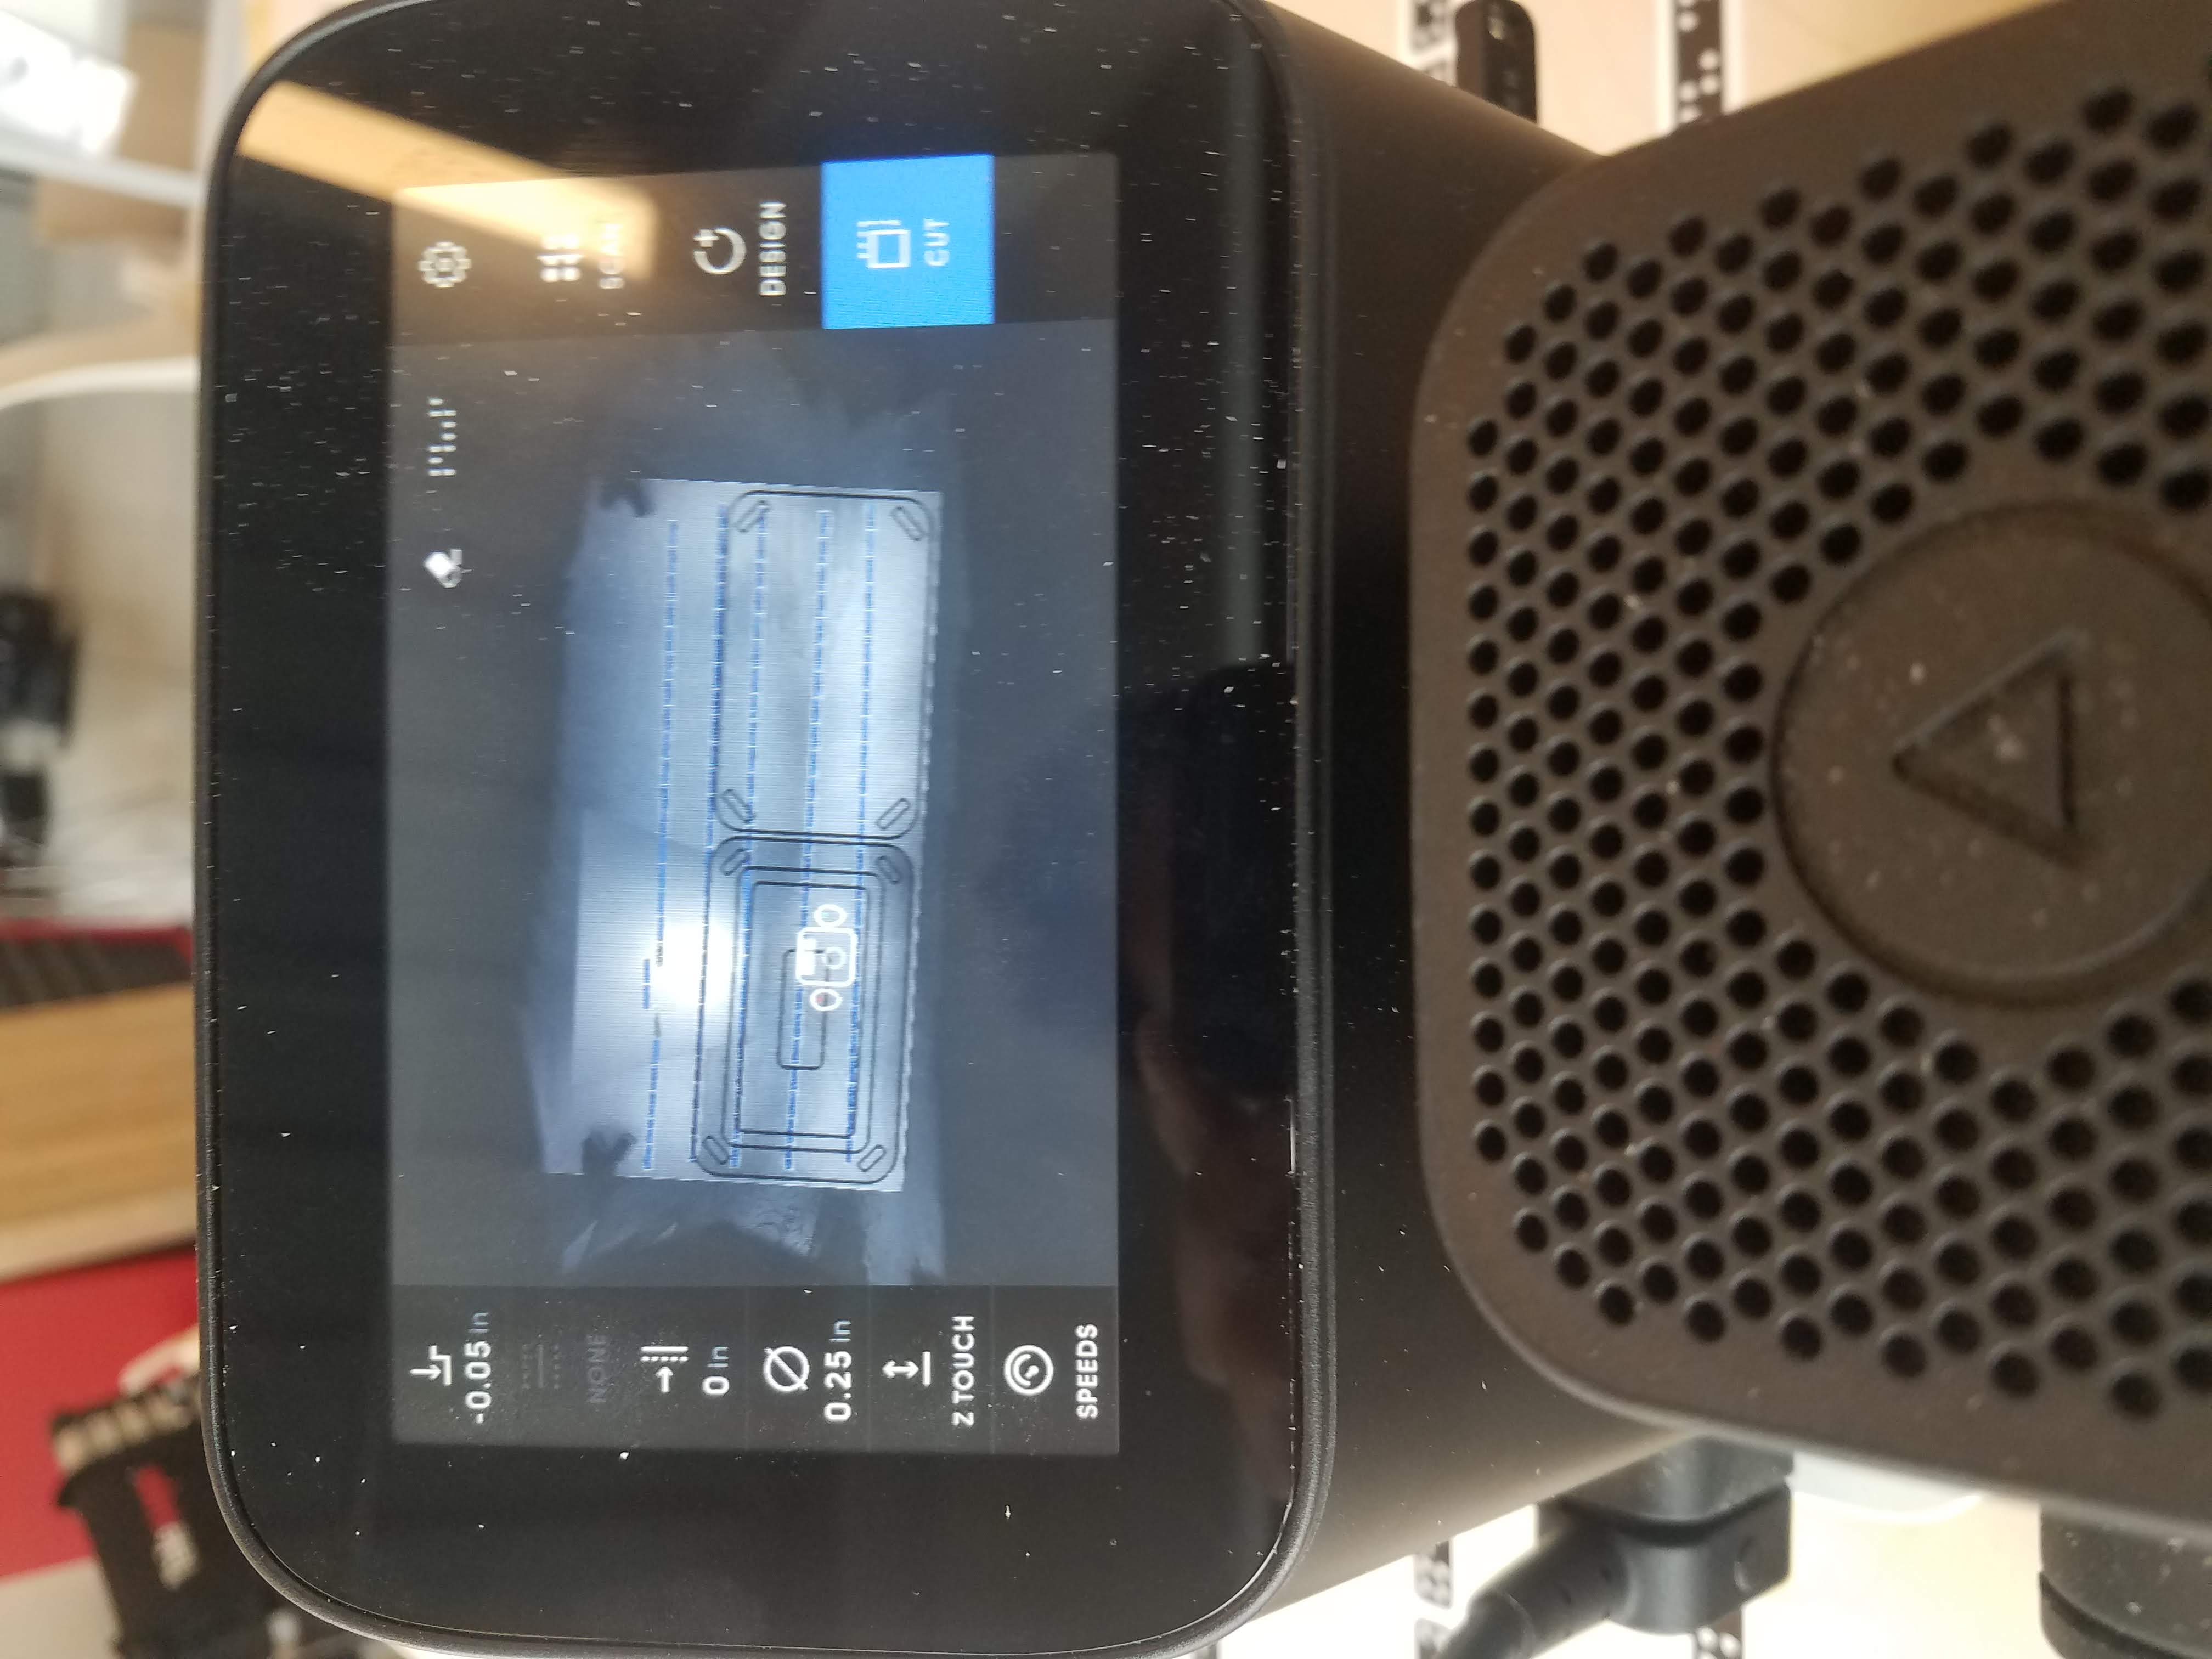 -0.05 in
NONE
0 in
0.25 in
Z TOUCH
SPEEDS
SCAN
DESIGN
CUT